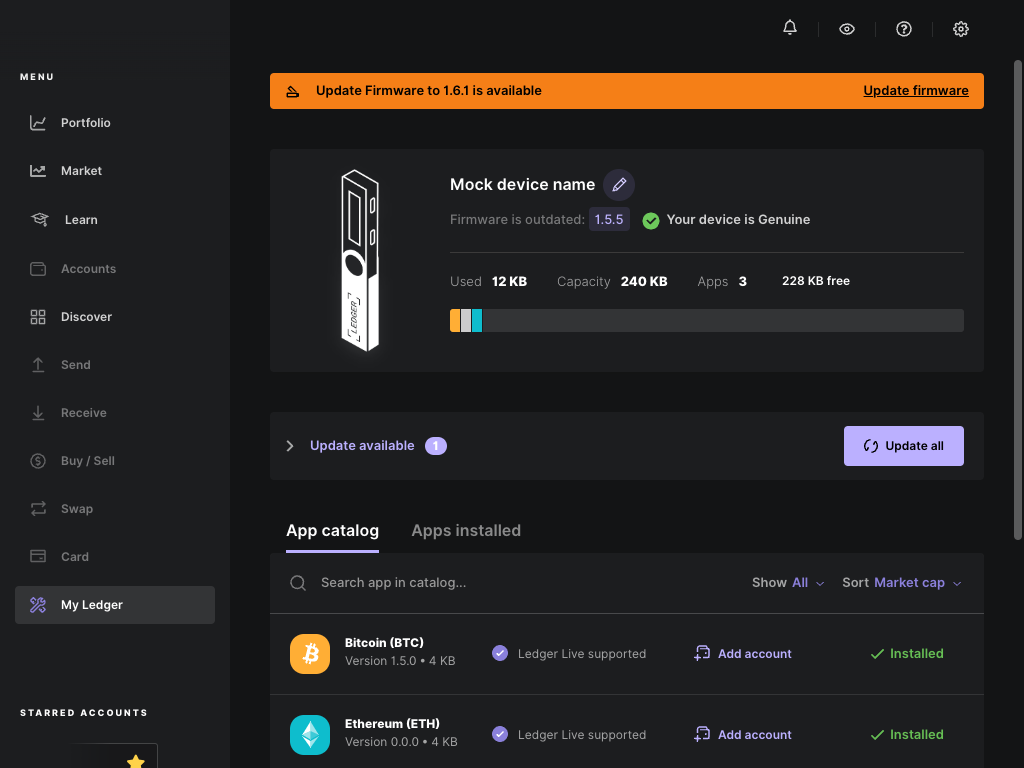 MENU
Portfolio
Market
Learn
Accounts
Discover
Send
Receive
Buy / Sell
Swap
Card
My Ledger
STARRED ACCOUNTS
Update Firmware to 1.6.1 is available
Update firmware
LEDGER
Mock device name
Firmware is outdated: 1.5.5 Your device is Genuine
Used 12 KB Capacity 240 KB Apps 3 228 KB free
Update available 1
Update all
App catalog Apps installed
Search app in catalog... Show All Sort Market cap
Bitcoin (BTC)
Version 1.5.0 • 4 KB
Ledger Live supported
Add account
Installed
Ethereum (ETH)
Version 0.0.0 • 4 KB
Ledger Live supported
Add account
Installed